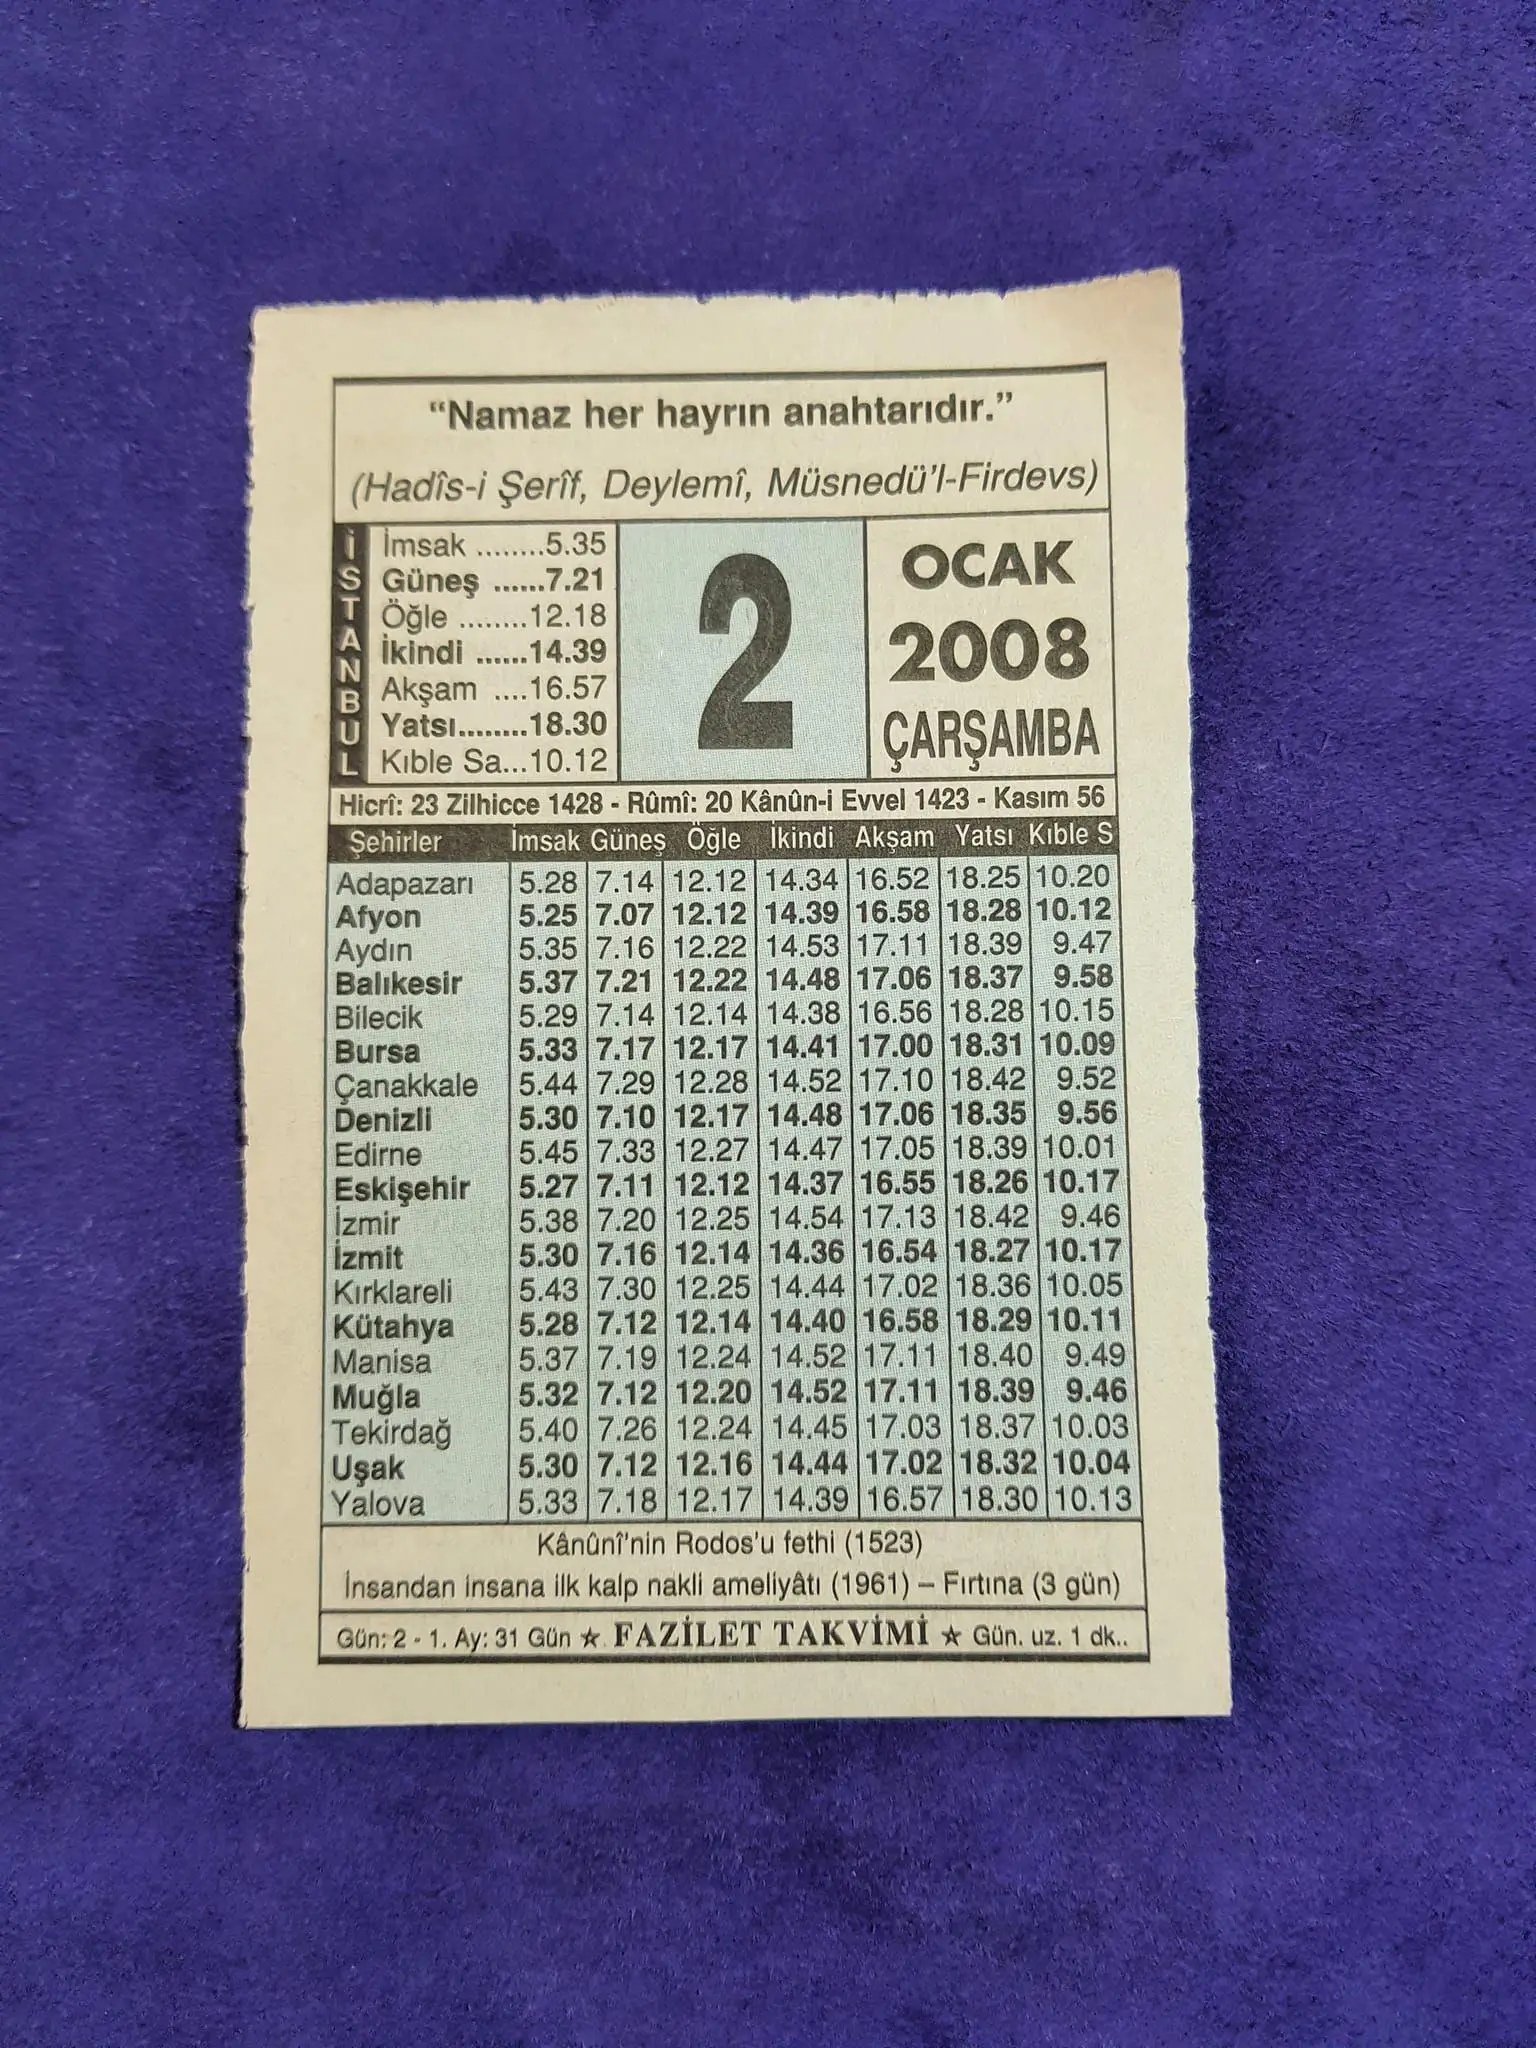 “Namaz her hayrın anahtarıdır.”
(Hadîs-i Şerîf, Deylemî, Müsnedü'l-Firdevs)
İSTANBUL
İmsak ........5.35
Güneş ......7.21
Öğle ........12.18
İkindi ......14.39
Akşam ....16.57
Yatsı........18.30
Kıble Sa...10.12
2
OCAK
2008
ÇARŞAMBA
Hicrî: 23 Zilhicce 1428 - Rûmî: 20 Kânûn-i Evvel 1423 - Kasım 56
Şehirler İmsak Güneş Öğle İkindi Akşam Yatsı Kıble S
Adapazarı 5.28 7.14 12.12 14.34 16.52 18.25 10.20
Afyon 5.25 7.07 12.12 14.39 16.58 18.28 10.12
Aydın 5.35 7.16 12.22 14.53 17.11 18.39 9.47
Balıkesir 5.37 7.21 12.22 14.48 17.06 18.37 9.58
Bilecik 5.29 7.14 12.14 14.38 16.56 18.28 10.15
Bursa 5.33 7.17 12.17 14.41 17.00 18.31 10.09
Çanakkale 5.44 7.29 12.28 14.52 17.10 18.42 9.52
Denizli 5.30 7.10 12.17 14.48 17.06 18.35 9.56
Edirne 5.45 7.33 12.27 14.47 17.05 18.39 10.01
Eskişehir 5.27 7.11 12.12 14.37 16.55 18.26 10.17
İzmir 5.38 7.20 12.25 14.54 17.13 18.42 9.46
İzmit 5.30 7.16 12.14 14.36 16.54 18.27 10.17
Kırklareli 5.43 7.30 12.25 14.44 17.02 18.36 10.05
Kütahya 5.28 7.12 12.14 14.40 16.58 18.29 10.11
Manisa 5.37 7.19 12.24 14.52 17.11 18.40 9.49
Muğla 5.32 7.12 12.20 14.52 17.11 18.39 9.46
Tekirdağ 5.40 7.26 12.24 14.45 17.03 18.37 10.03
Uşak 5.30 7.12 12.16 14.44 17.02 18.32 10.04
Yalova 5.33 7.18 12.17 14.39 16.57 18.30 10.13
Kânûnî'nin Rodos'u fethi (1523)
İnsandan insana ilk kalp nakli ameliyâtı (1961) – Fırtına (3 gün)
Gün: 2 - 1. Ay: 31 Gün ★ FAZİLET TAKVİMİ ★ Gün. uz. 1 dk..